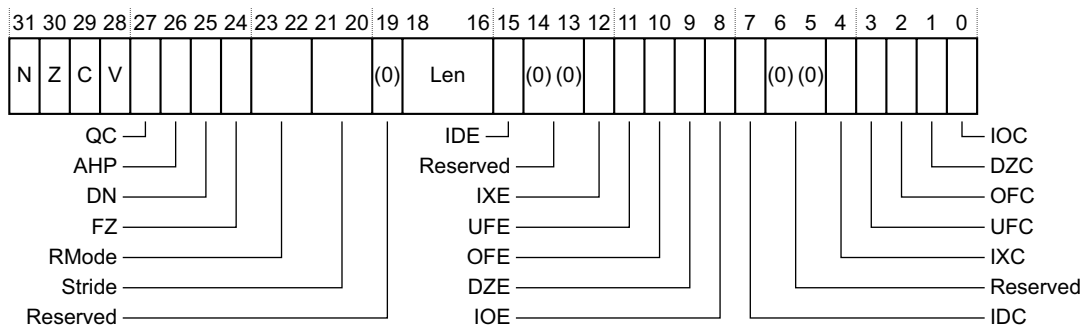 31 30 29 28 27 26 25 24 23 22 21 20 19 18 16 15 14 13 12 11 10 9 8 7 6 5 4 3 2 1 0
N Z C V (0) Len (0) (0) (0) (0)
QC IDE IOC
AHP Reserved DZC
DN IXE OFC
FZ UFE UFC
RMode OFE IXC
Stride DZE Reserved
Reserved IOE IDC